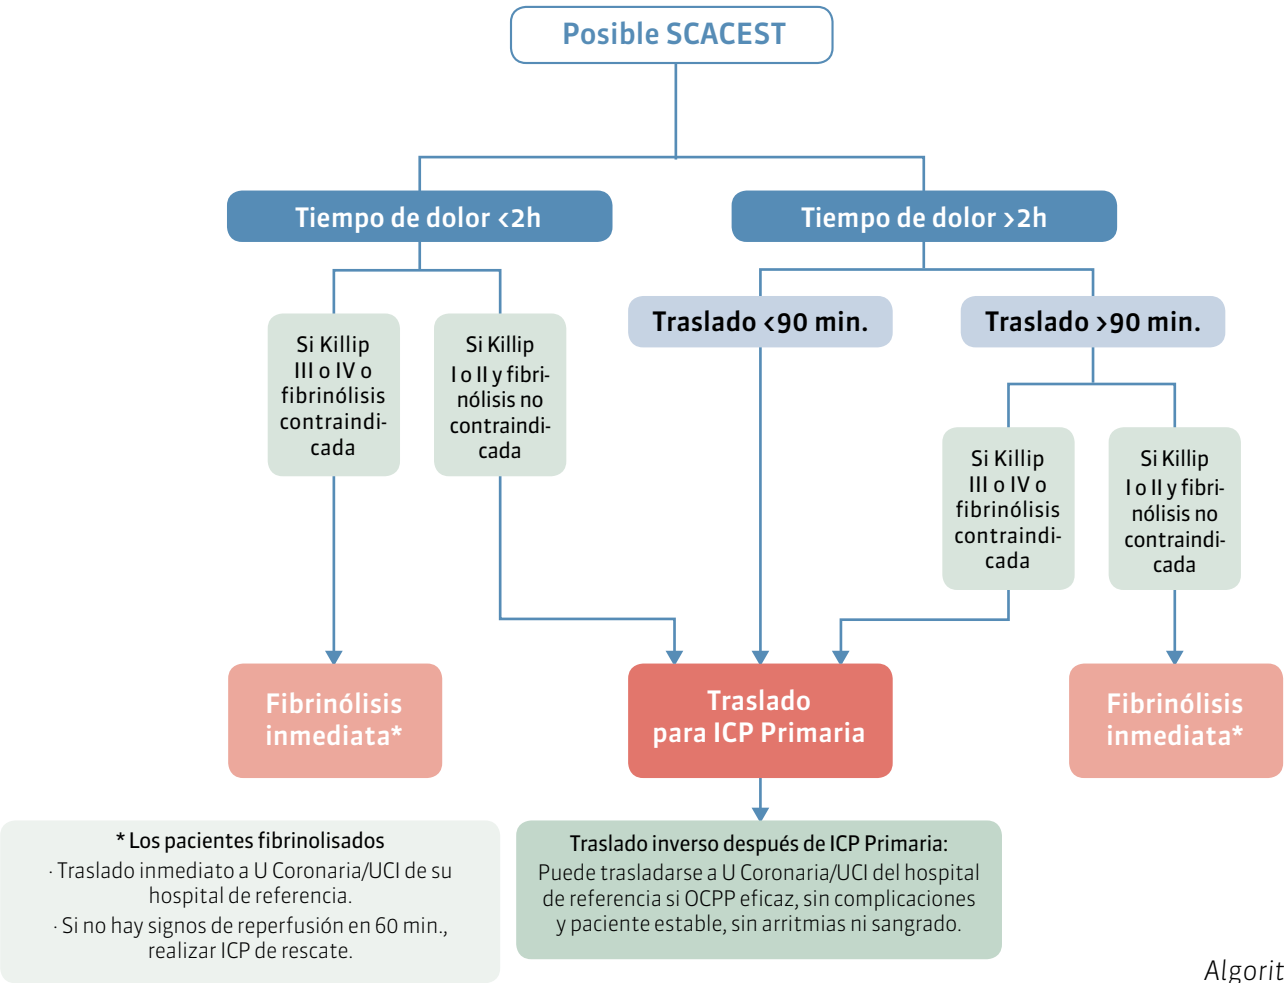 Posible SCACEST
Tiempo de dolor <2h
Tiempo de dolor >2h
Traslado <90 min.
Traslado >90 min.
Si Killip
III o IV o
fibrinólisis
contraindi-
cada
Si Killip
I o II y fibri-
nólisis no
contraindi-
cada
Si Killip
III o IV o
fibrinólisis
contraindi-
cada
Si Killip
I o II y fibri-
nólisis no
contraindi-
cada
Fibrinólisis
inmediata*
Traslado
para ICP Primaria
Fibrinólisis
inmediata*
* Los pacientes fibrinolisados
· Traslado inmediato a U Coronaria/UCI de su
hospital de referencia.
· Si no hay signos de reperfusión en 60 min.,
realizar ICP de rescate.
Traslado inverso después de ICP Primaria:
Puede trasladarse a U Coronaria/UCI del hospital
de referencia si OCPP eficaz, sin complicaciones
y paciente estable, sin arritmias ni sangrado.
Algorit